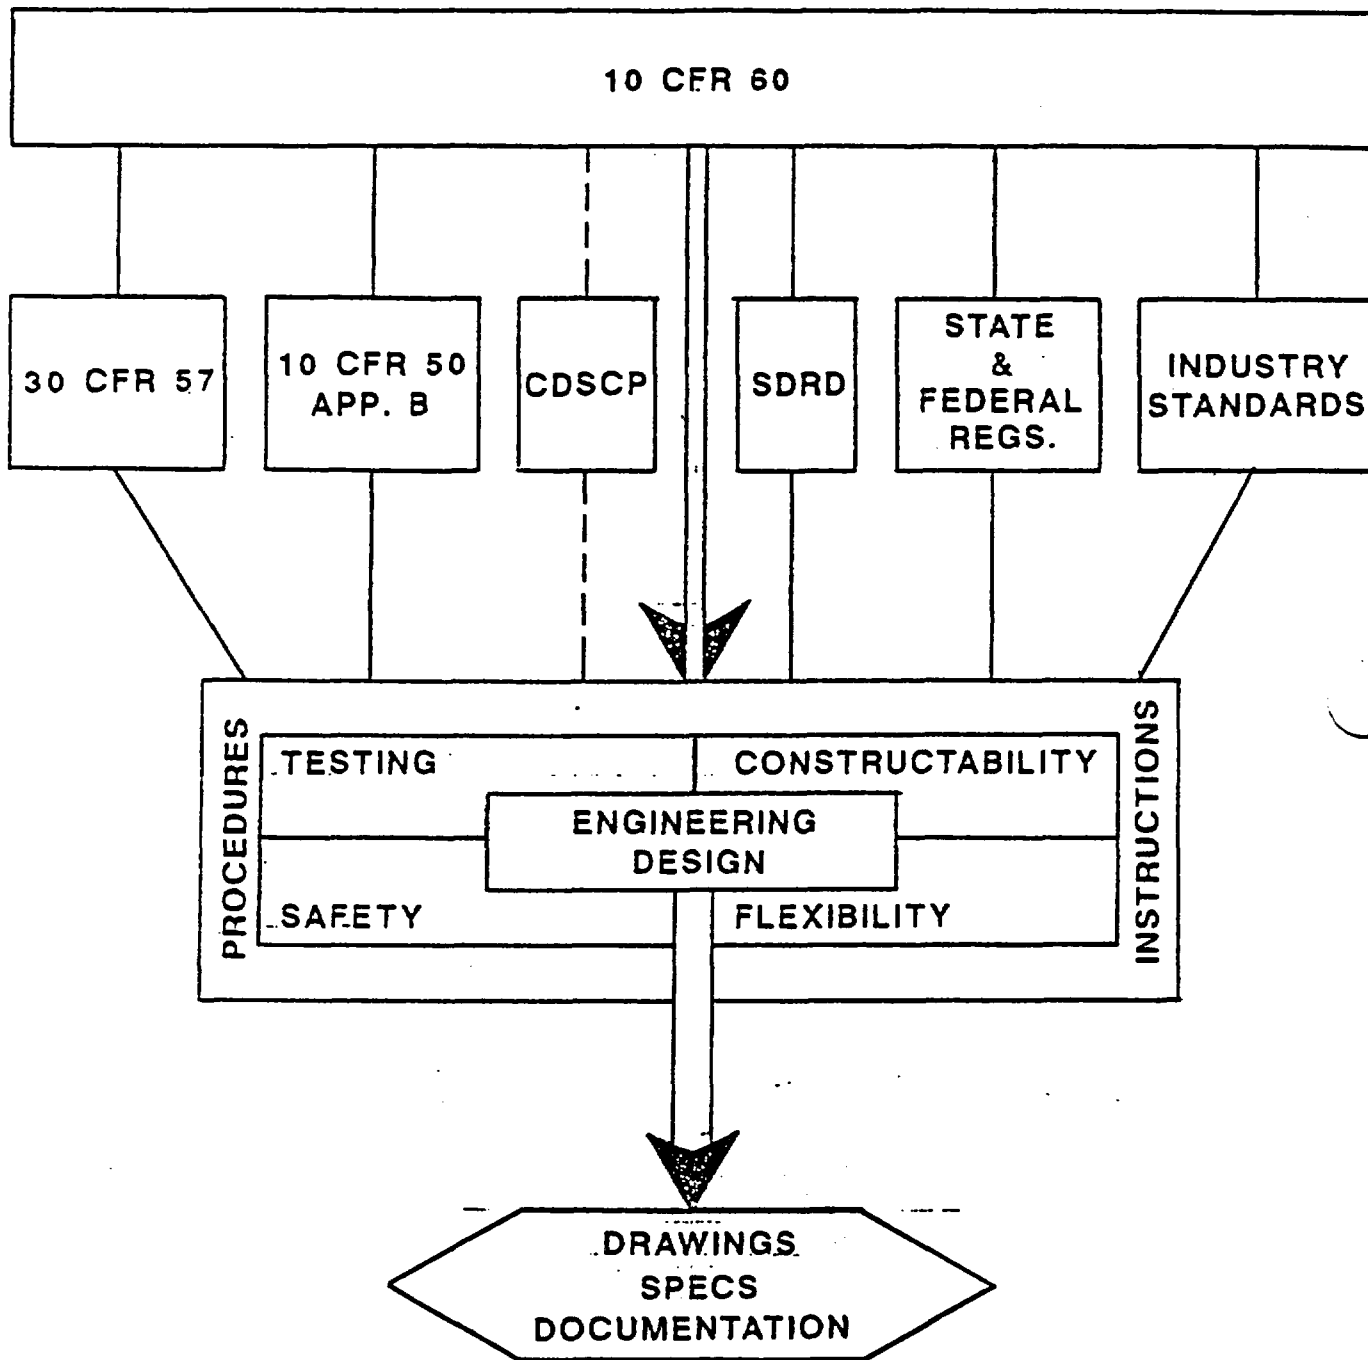 10 CFR 60
30 CFR 57
10 CFR 50
APP. B
CDSCP
SDRD
STATE
&
FEDERAL
REGS.
INDUSTRY
STANDARDS
PROCEDURES
TESTING
CONSTRUCTABILITY
ENGINEERING
DESIGN
SAFETY
FLEXIBILITY
INSTRUCTIONS
DRAWINGS
SPECS
DOCUMENTATION